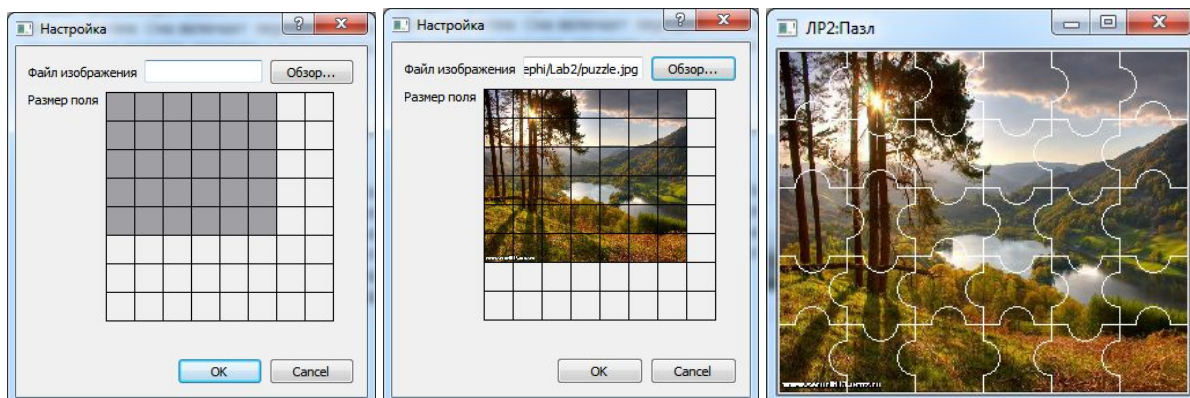 Настройка
Файл изображения
Обзор...
Размер поля
OK
Cancel
Настройка
Файл изображения ephi/Lab2/puzzle.jpg
Обзор...
Размер поля
OK
Cancel
ЛР2:Пазл